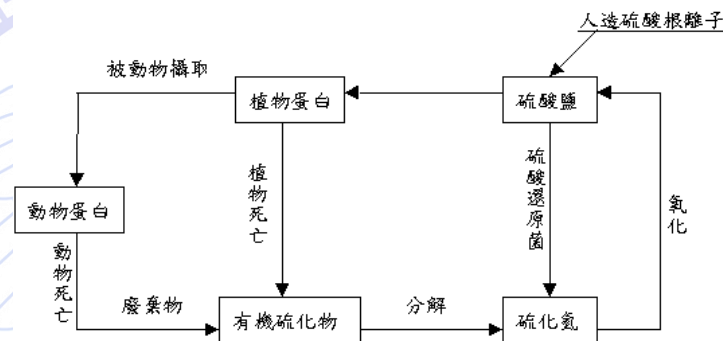 人造硫酸根離子
被動物攝取
植物蛋白
硫酸鹽
植物死亡
硫酸還原菌
氧化
動物蛋白
動物死亡
廢棄物
有機硫化物
分解
硫化氫